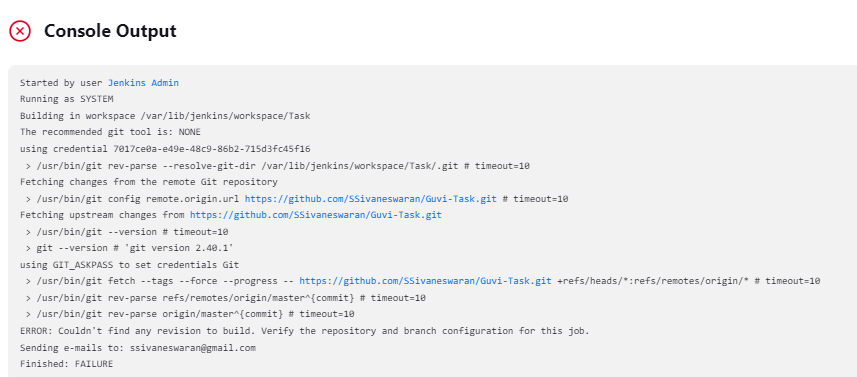 Console Output
Started by user Jenkins Admin
Running as SYSTEM
Building in workspace /var/lib/jenkins/workspace/Task
The recommended git tool is: NONE
using credential 7017ce0a-e49e-48c9-86b2-715d3fc45f16
> /usr/bin/git rev-parse --resolve-git-dir /var/lib/jenkins/workspace/Task/.git # timeout=10
Fetching changes from the remote Git repository
> /usr/bin/git config remote.origin.url https://github.com/SSivaneswaran/Guvi-Task.git # timeout=10
Fetching upstream changes from https://github.com/SSivaneswaran/Guvi-Task.git
> /usr/bin/git --version # timeout=10
> git --version # 'git version 2.40.1'
using GIT_ASKPASS to set credentials Git
> /usr/bin/git fetch --tags --force --progress -- https://github.com/SSivaneswaran/Guvi-Task.git +refs/heads/*:refs/remotes/origin/* # timeout=10
> /usr/bin/git rev-parse refs/remotes/origin/master^{commit} # timeout=10
> /usr/bin/git rev-parse origin/master^{commit} # timeout=10
ERROR: Couldn't find any revision to build. Verify the repository and branch configuration for this job.
Sending e-mails to: ssivaneswaran@gmail.com
Finished: FAILURE